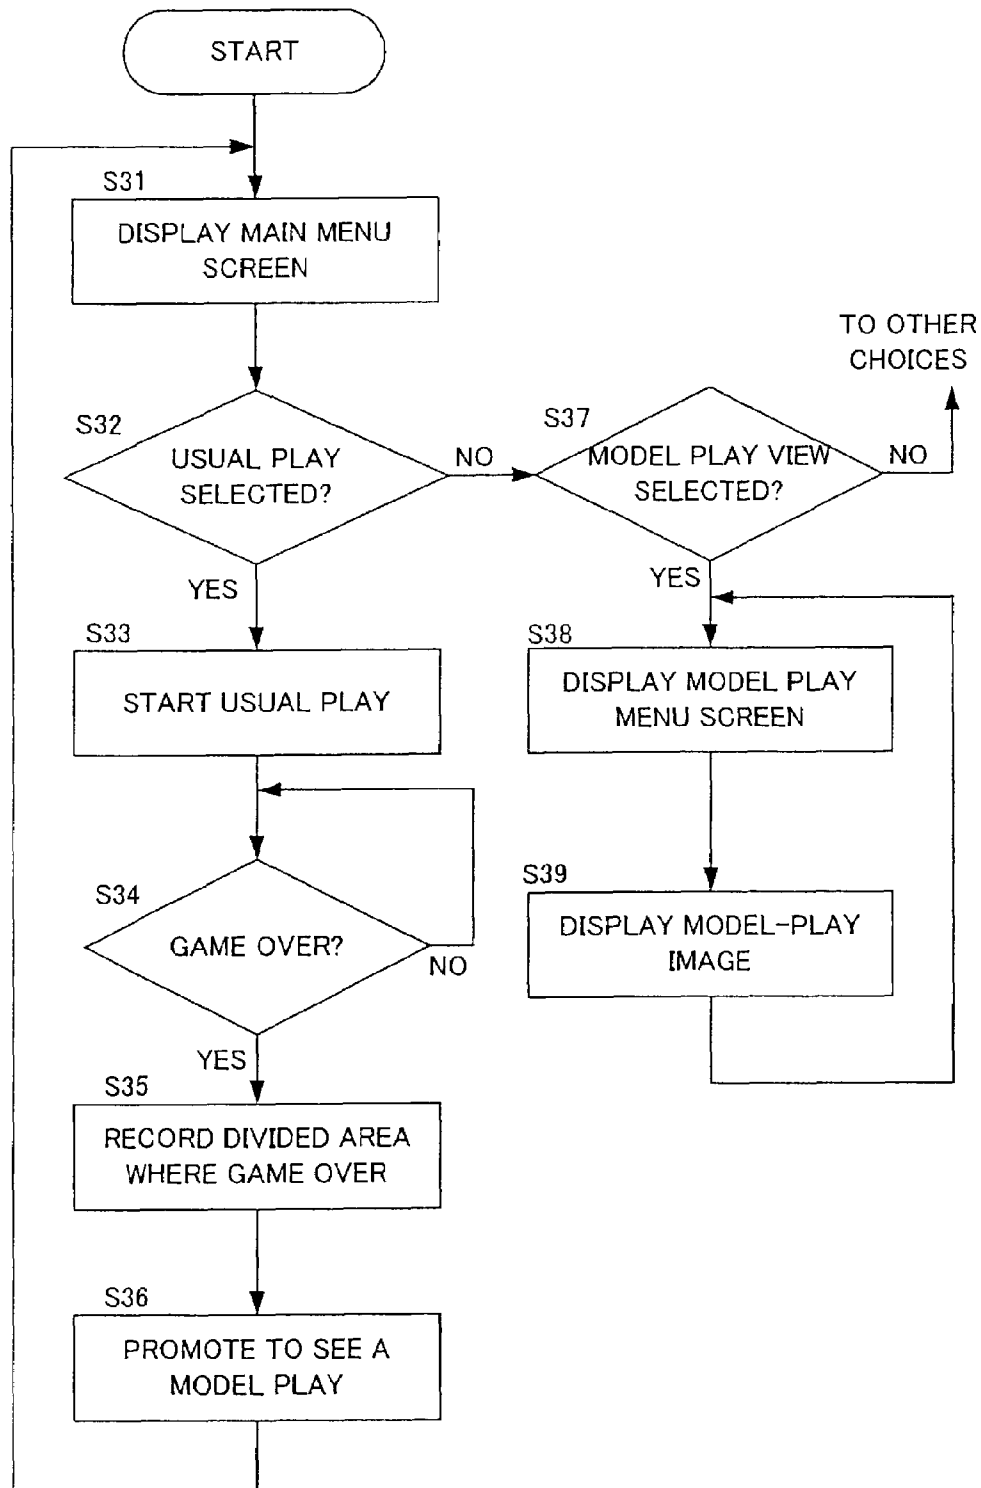 START
S31
DISPLAY MAIN MENU
SCREEN
TO OTHER
CHOICES
S32
USUAL PLAY
SELECTED?
NO
S37
MODEL PLAY VIEW
SELECTED?
NO
YES
YES
S33
START USUAL PLAY
S38
DISPLAY MODEL PLAY
MENU SCREEN
S34
GAME OVER?
NO
S39
DISPLAY MODEL-PLAY
IMAGE
YES
S35
RECORD DIVIDED AREA
WHERE GAME OVER
S36
PROMOTE TO SEE A
MODEL PLAY